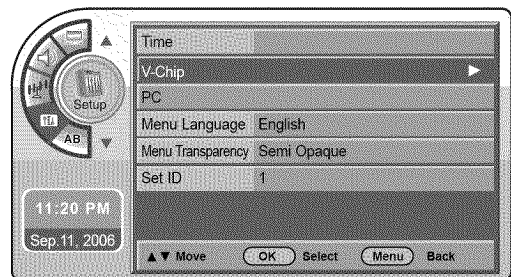 Setup
AB
11:20 PM
Sep.11, 2006
Time
V-Chip
PC
Menu Language English
Menu Transparency Semi Opaque
Set ID 1
▲▼ Move OK Select Menu Back